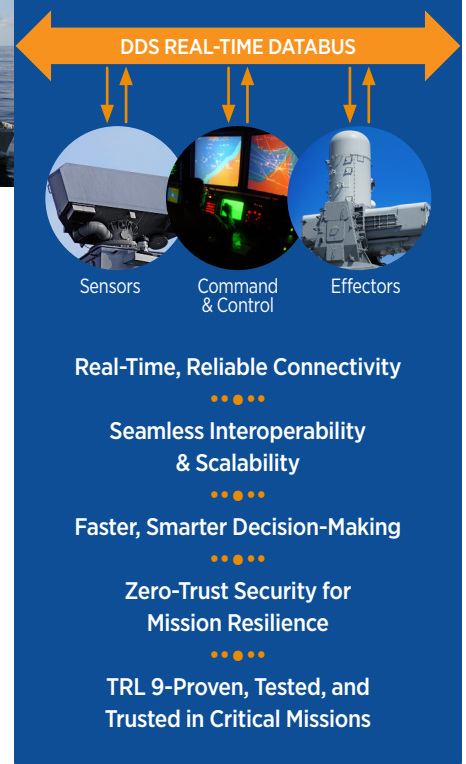 DDS REAL-TIME DATABUS
Sensors
Command
& Control
Effectors
Real-Time, Reliable Connectivity
Seamless Interoperability
& Scalability
Faster, Smarter Decision-Making
Zero-Trust Security for
Mission Resilience
TRL 9-Proven, Tested, and
Trusted in Critical Missions